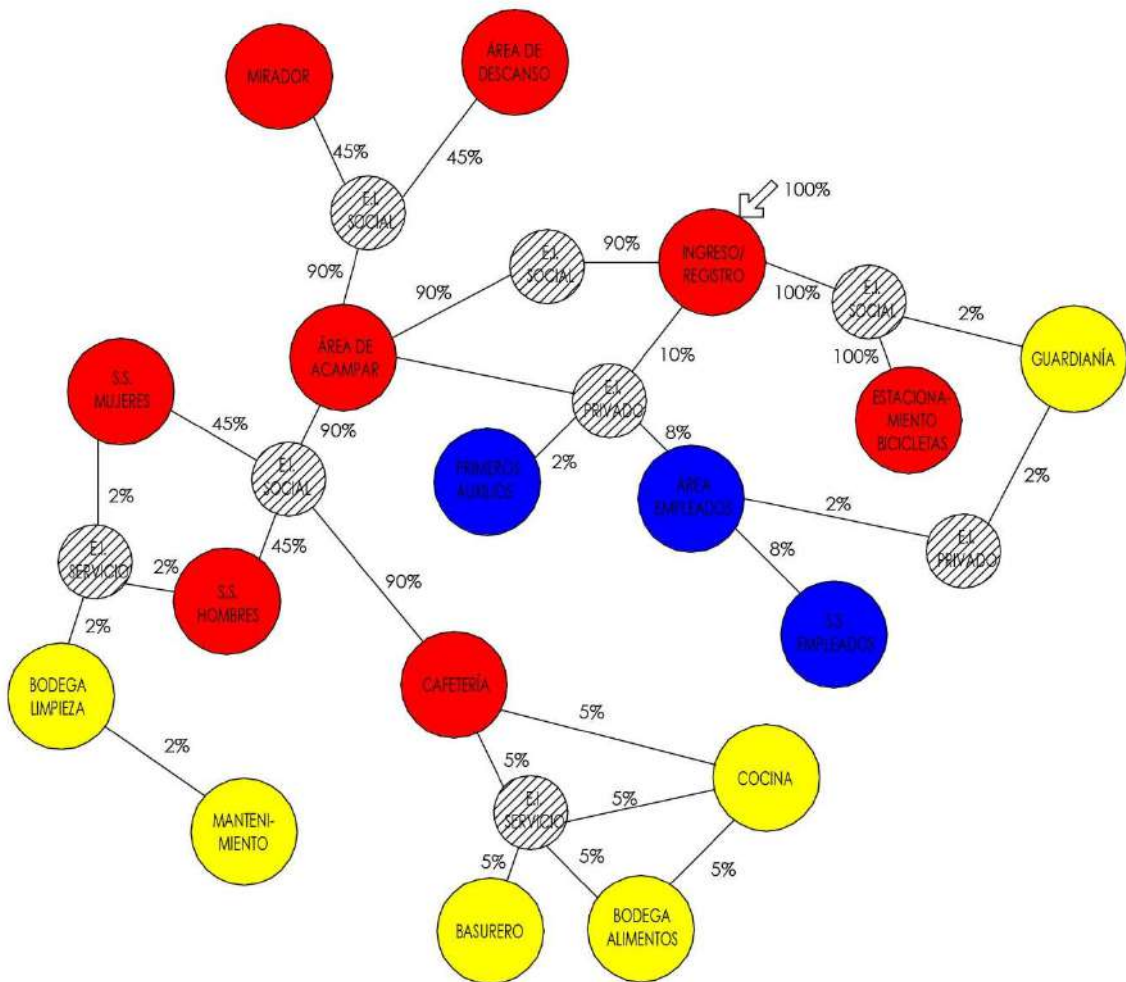 MIRADOR
ÁREA DE
DESCANSO
45%
45%
E.I.
SOCIAL
100%
90%
E.I.
SOCIAL
90%
INGRESO/
REGISTRO
90%
100%
E.I.
SOCIAL
2%
GUARDIANÍA
100%
ÁREA DE
ACAMPAR
10%
E.I.
PRIVADO
ESTACIONA-
MIENTO
BICICLETAS
S.S.
MUJERES
45%
90%
8%
2%
PRIMEROS
AUXILIOS
ÁREA
EMPLEADOS
2%
2%
E.I.
SOCIAL
2%
E.I.
PRIVADO
8%
E.I.
SERVICIO
2%
45%
S.S.
HOMBRES
90%
2%
S.S
EMPLEADOS
BODEGA
LIMPIEZA
CAFETERÍA
2%
5%
5%
COCINA
MANTENI-
MIENTO
E.I.
SERVICIO
5%
5%
5%
5%
BASURERO
BODEGA
ALIMENTOS